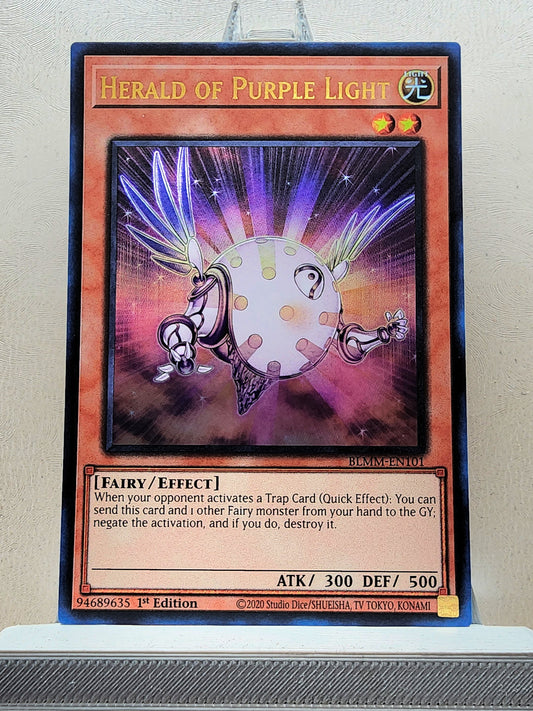 HERALD OF PURPLE LIGHT
LIGHT
光
BLMM-EN101
[FAIRY/EFFECT]
When your opponent activates a Trap Card (Quick Effect): You can
send this card and 1 other Fairy monster from your hand to the GY;
negate the activation, and if you do, destroy it.
ATK/ 300 DEF/ 500
94689635 1st Edition ©2020 Studio Dice/SHUEISHA, TV TOKYO, KONAMI